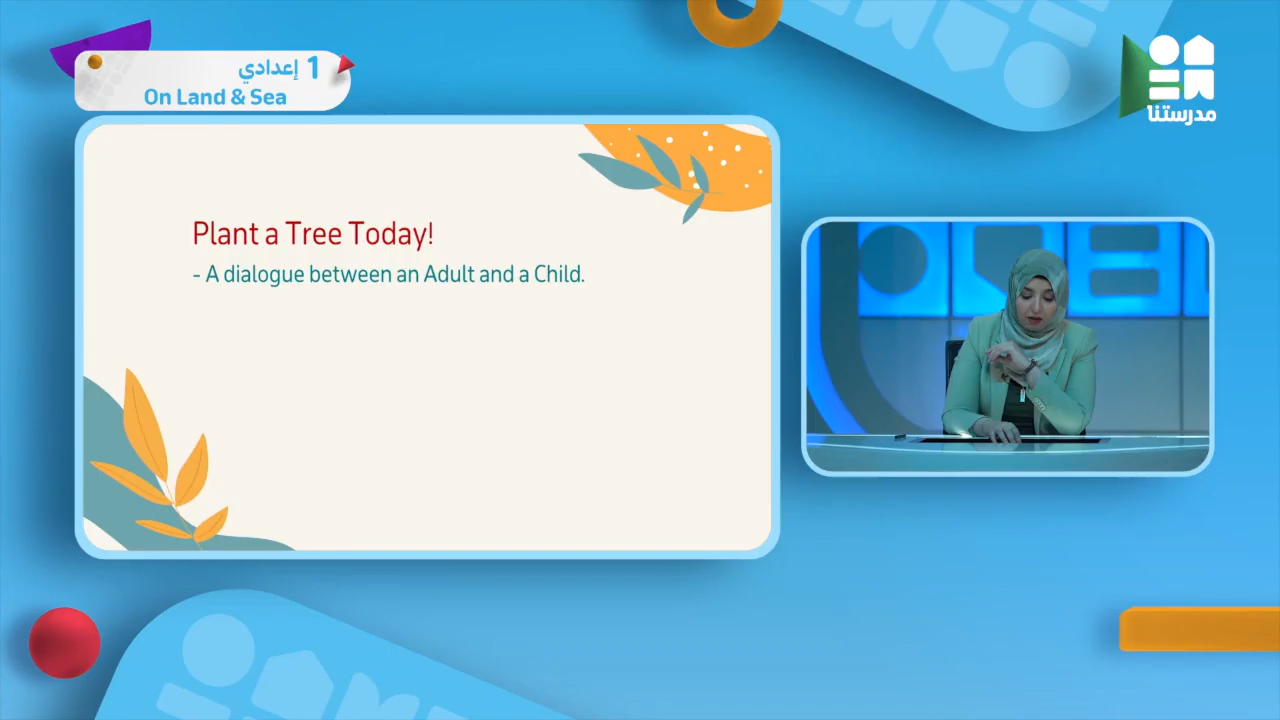 1 إعدادي
On Land & Sea
مدرستنا
Plant a Tree Today!
- A dialogue between an Adult and a Child.